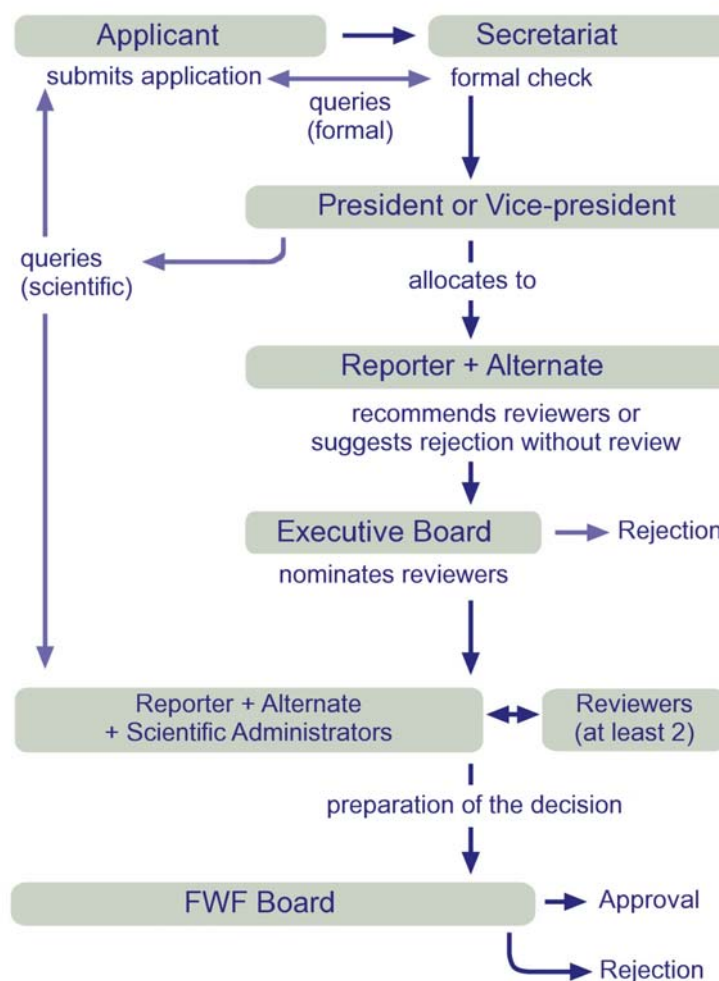 Applicant
Secretariat
submits application
formal check
queries
(formal)
President or Vice-president
queries
(scientific)
allocates to
Reporter + Alternate
recommends reviewers or
suggests rejection without review
Executive Board
Rejection
nominates reviewers
Reporter + Alternate
+ Scientific Administrators
Reviewers
(at least 2)
preparation of the decision
FWF Board
Approval
Rejection